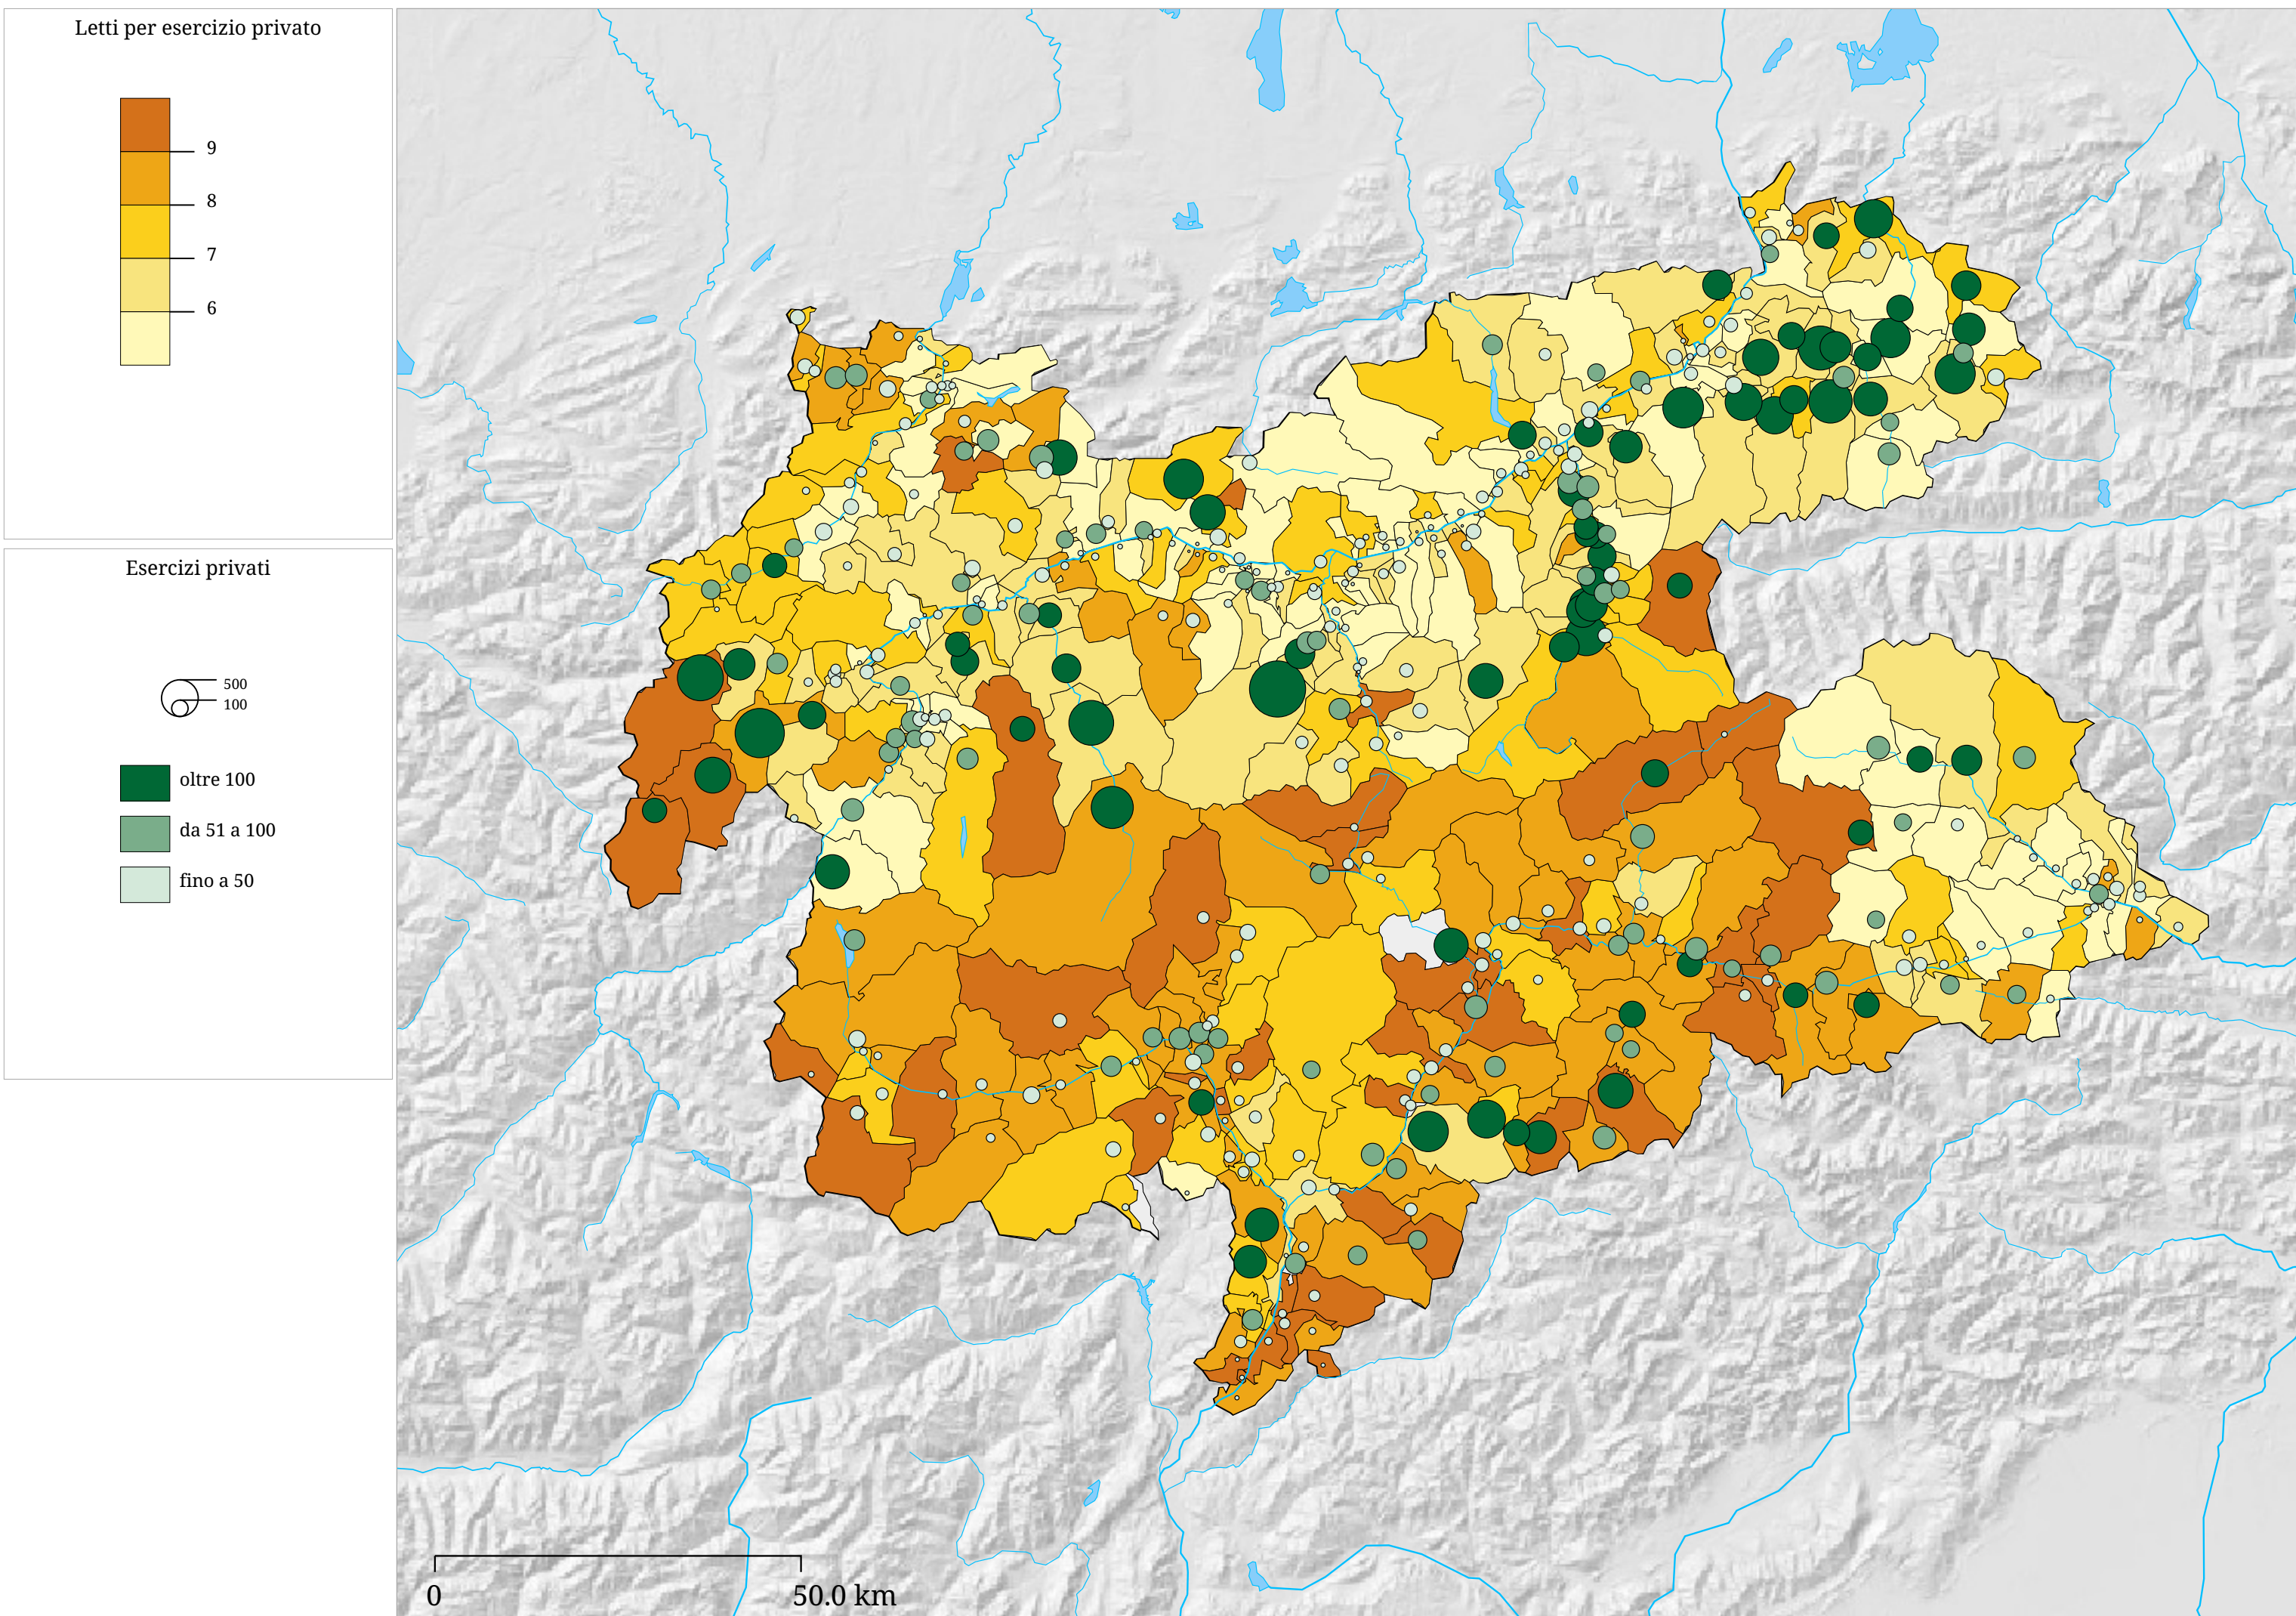 Letti per esercizio privato
9
8
7
6
Esercizi privati
500
100
oltre 100
da 51 a 100
fino a 50
0 50.0 km